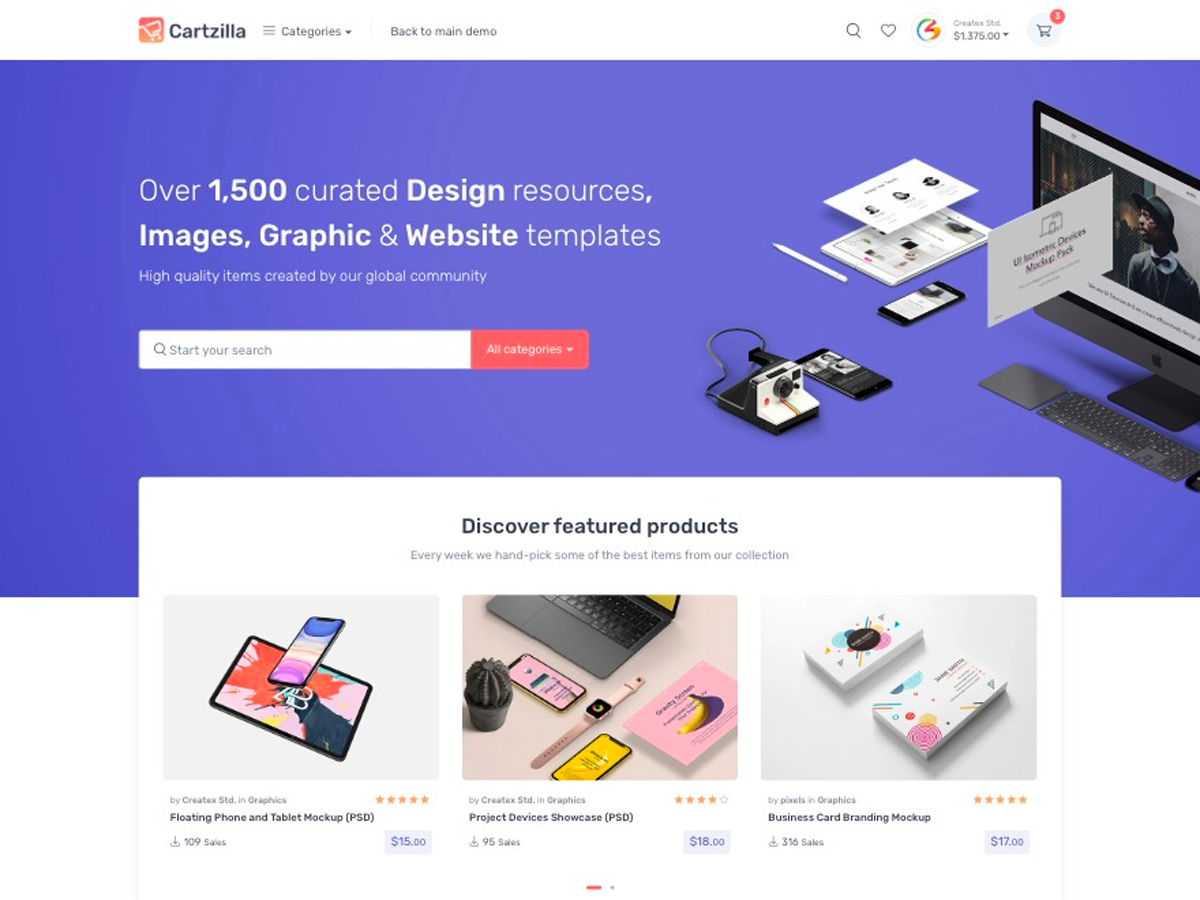 Cartzilla
Categories
Back to main demo
Createx Std.
$1,375.00
3
Over 1,500 curated Design resources,
Images, Graphic & Website templates
High quality items created by our global community
Start your search
All categories
UI Isometric Devices
Mockup Pack
Discover featured products
Every week we hand-pick some of the best items from our collection
Gravity Screen
SHANE SMITH
by Createx Std. in Graphics
Floating Phone and Tablet Mockup (PSD)
109 Sales
$15.00
by Createx Std. in Graphics
Project Devices Showcase (PSD)
95 Sales
$18.00
by pixels in Graphics
Business Card Branding Mockup
316 Sales
$17.00